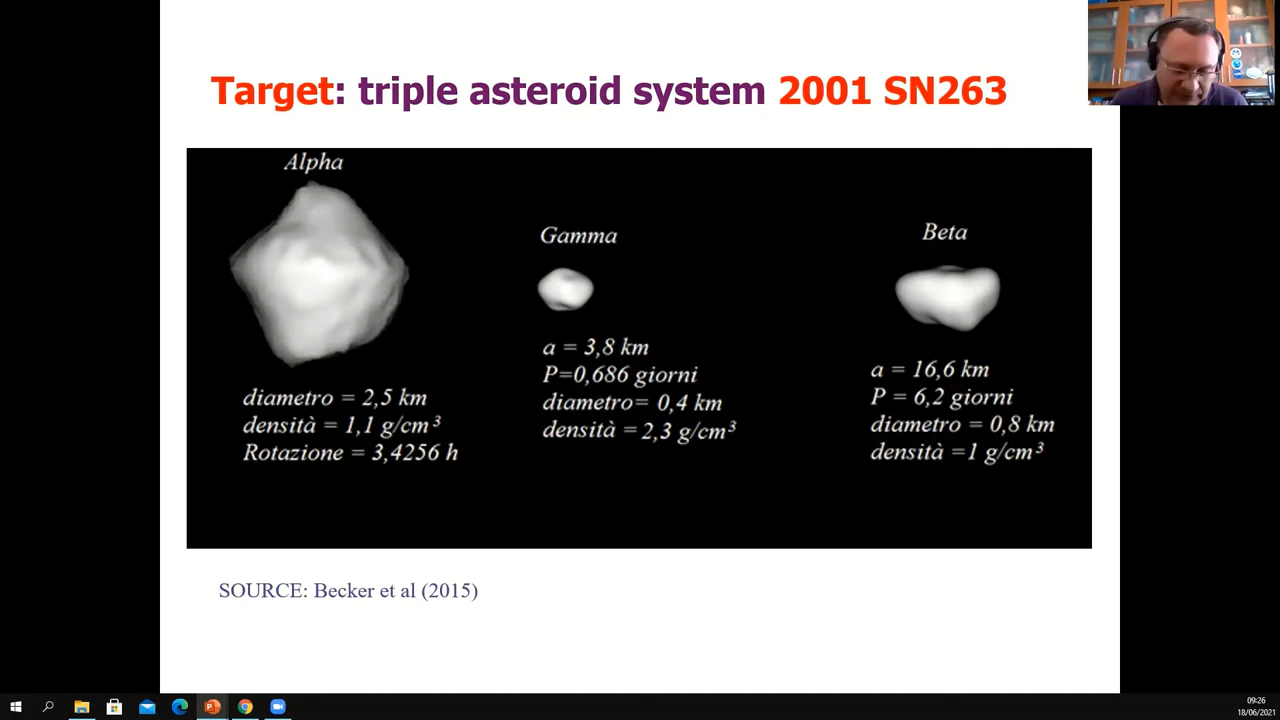 Target: triple asteroid system 2001 SN263
Alpha
diametro = 2,5 km
densità = 1,1 g/cm³
Rotazione = 3,4256 h
Gamma
a = 3,8 km
P=0,686 giorni
diametro= 0,4 km
densità = 2,3 g/cm³
Beta
a = 16,6 km
P = 6,2 giorni
diametro = 0,8 km
densità =1 g/cm³
SOURCE: Becker et al (2015)
09:26
18/06/2021